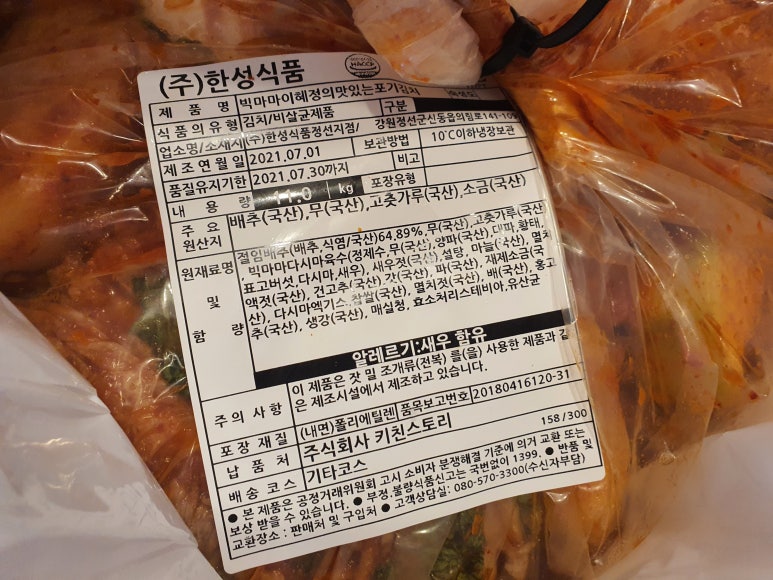 (주)한성식품
HACCP
제 품 명 빅마마이혜정의맛있는포기김치
식품의 유형 김치/비살균제품 구분
업소명/소재지 (주)한성식품정선지점/ 강원정선군신동읍의림로141-105
제조연월일 2021.07.01 보관방법 10˚C이하냉장보관
품질유지기한 2021.07.30까지 비고
내 용 량 11.0 kg 포장유형
주 요 원산지 배추(국산),무(국산),고춧가루(국산),소금(국산)
원재료명 및 함 량
절임배추(배추,식염/국산)64.89%,무(국산),고춧가루(국산),
빅마마다시마육수(정제수,무(국산),양파(국산),대파,황태,
표고버섯,다시마,새우),새우젓(국산),설탕,마늘(국산),멸치
액젓(국산),건고추(국산),갓(국산),파(국산),재제소금(국
산),다시마엑기스,찹쌀(국산),멸치젓(국산),배(국산),홍고
추(국산),생강(국산),매실청,효소처리스테비아,유산균
알레르기:새우 함유
주의 사항 이 제품은 잣 및 조개류(전복) 를(을) 사용한 제품과 같
은 제조시설에서 제조하고 있습니다.
포장 재질 (내면)폴리에틸렌 품목보고번호 20180416120-31
납 품 처 주식회사 키친스토리
배송 코스 기타코스 158/300
● 본 제품은 공정거래위원회 고시 소비자 분쟁해결 기준에 의거 교환 또는
보상 받을 수 있습니다. ● 부정,불량식품신고는 국번없이 1399. ● 반품 및
교환장소 : 판매처 및 구입처 ● 고객상담실: 080-570-3300(수신자부담)